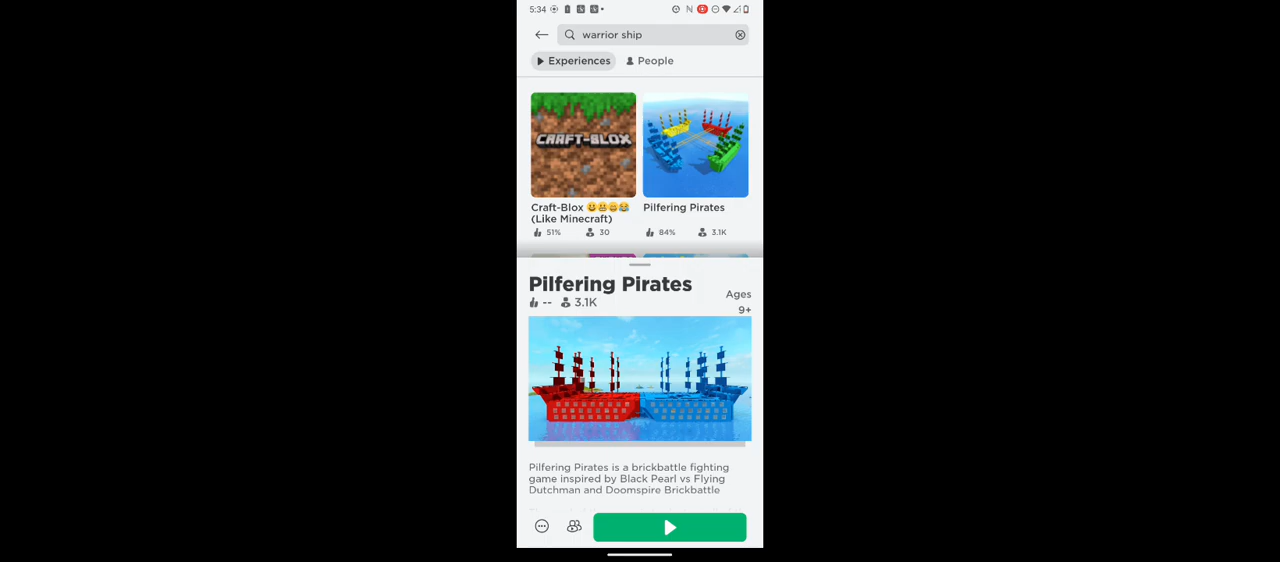 5:34
warrior ship
Experiences
People
CRAFT-BLOX
Craft-Blox 😃😫😄😂
(Like Minecraft)
51% 30
Pilfering Pirates
84% 3.1K
Pilfering Pirates
-- 3.1K
Ages
9+
Pilfering Pirates is a brickbattle fighting
game inspired by Black Pearl vs Flying
Dutchman and Doomspire Brickbattle